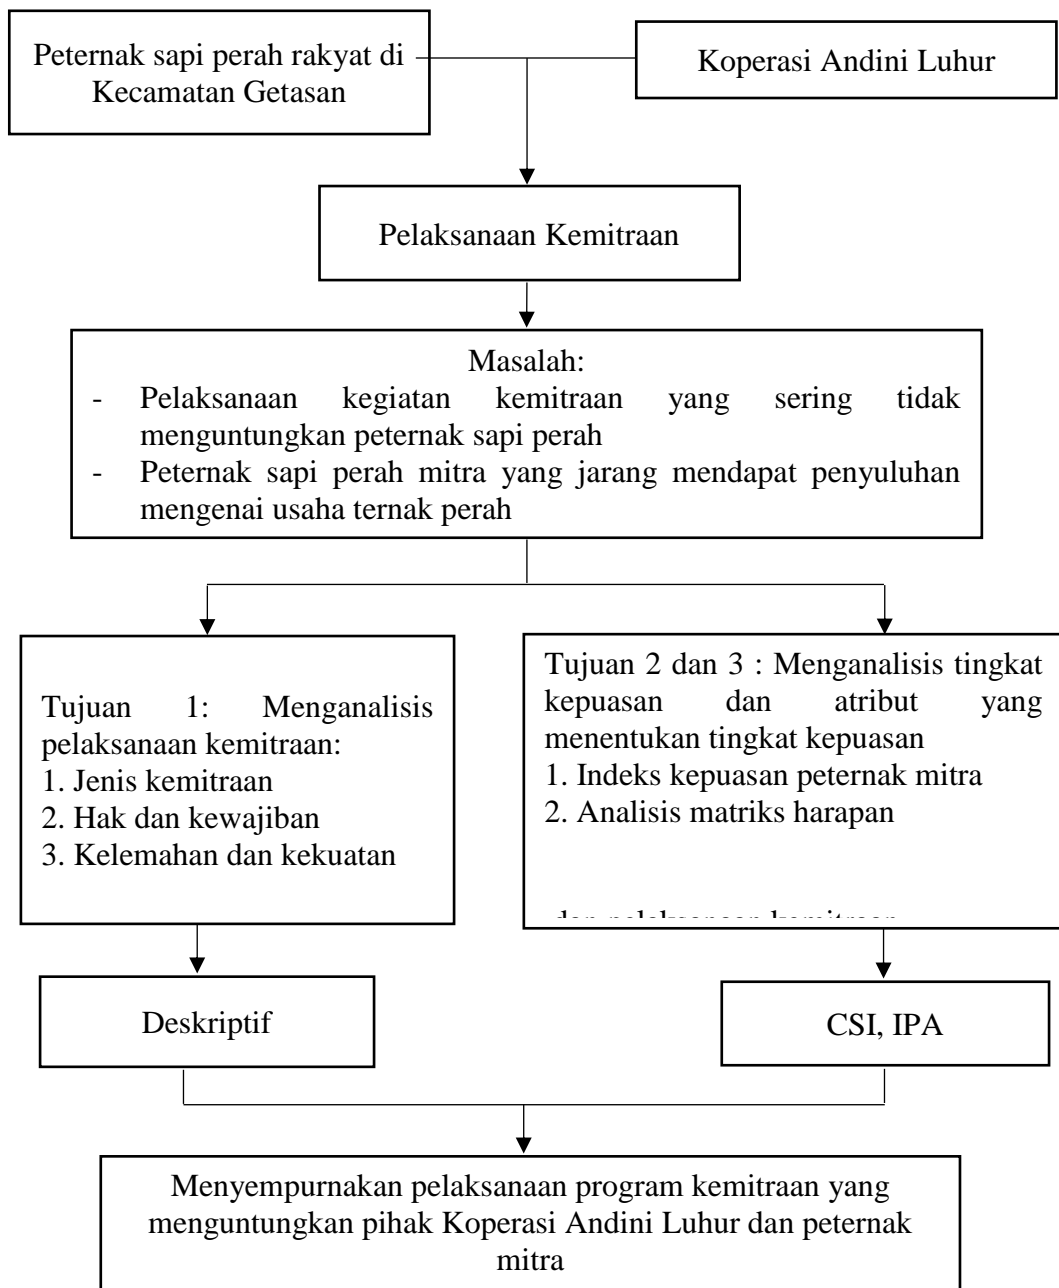 Peternak sapi perah rakyat di
Kecamatan Getasan
Koperasi Andini Luhur
Pelaksanaan Kemitraan
Masalah:
- Pelaksanaan kegiatan kemitraan yang sering tidak
menguntungkan peternak sapi perah
- Peternak sapi perah mitra yang jarang mendapat penyuluhan
mengenai usaha ternak perah
Tujuan 1: Menganalisis
pelaksanaan kemitraan:
1. Jenis kemitraan
2. Hak dan kewajiban
3. Kelemahan dan kekuatan
Tujuan 2 dan 3 : Menganalisis tingkat
kepuasan dan atribut yang
menentukan tingkat kepuasan
1. Indeks kepuasan peternak mitra
2. Analisis matriks harapan
dan pelaksanaan kemitraan
Deskriptif
CSI, IPA
Menyempurnakan pelaksanaan program kemitraan yang
menguntungkan pihak Koperasi Andini Luhur dan peternak
mitra